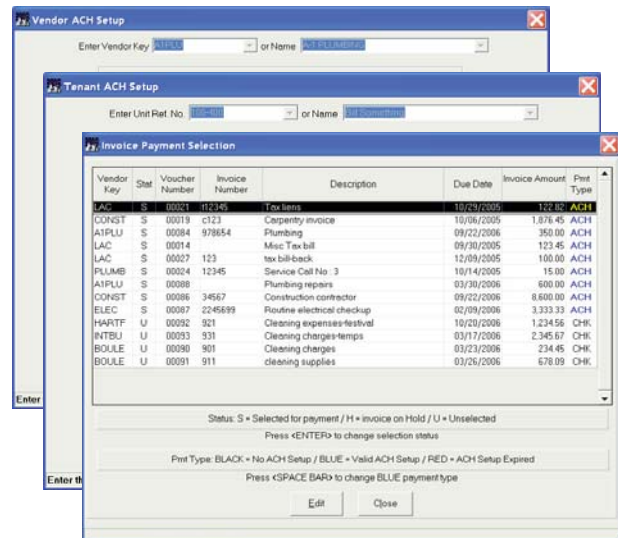 Vendor ACH Setup
Enter Vendor Key A1PLU or Name A/1 PLUMBING
Tenant ACH Setup
Enter Unit Ref. No. or Name
Invoice Payment Selection
Vendor Key Stat Voucher Number Invoice Number Description Due Date Invoice Amount Pmt Type
LAC S 00021 t12345 Tax liens 10/29/2005 122.82 ACH
CONST S 00019 c123 Carpentry invoice 10/06/2005 1,876.45 ACH
A1PLU S 00084 978654 Plumbing 09/22/2006 350.00 ACH
LAC S 00014 Misc Tax bill 09/30/2005 123.45 ACH
LAC S 00027 123 tax bill-back 12/09/2005 100.00 ACH
PLUMB S 00024 12345 Service Call No : 3 10/14/2005 15.00 ACH
A1PLU S 00088 Plumbing repairs 03/30/2006 600.00 ACH
CONST S 00086 34567 Construction contractor 09/22/2006 8,600.00 ACH
ELEC S 00087 2245699 Routine electrical checkup 02/09/2006 3,333.33 ACH
HARTF U 00092 921 Cleaning expenses-festival 10/20/2006 1,234.56 CHK
INTBU U 00093 931 Cleaning charges-temps 03/17/2006 2,345.67 CHK
BOULE U 00090 901 Cleaning charges 03/23/2006 234.45 CHK
BOULE U 00091 911 cleaning supplies 03/26/2006 678.09 CHK
Enter
Status: S = Selected for payment / H = invoice on Hold / U = Unselected
Press <ENTER> to change selection status
Pmt Type: BLACK = No ACH Setup / BLUE = Valid ACH Setup / RED = ACH Setup Expired
Enter th
Press <SPACE BAR> to change BLUE payment type
Edit Close